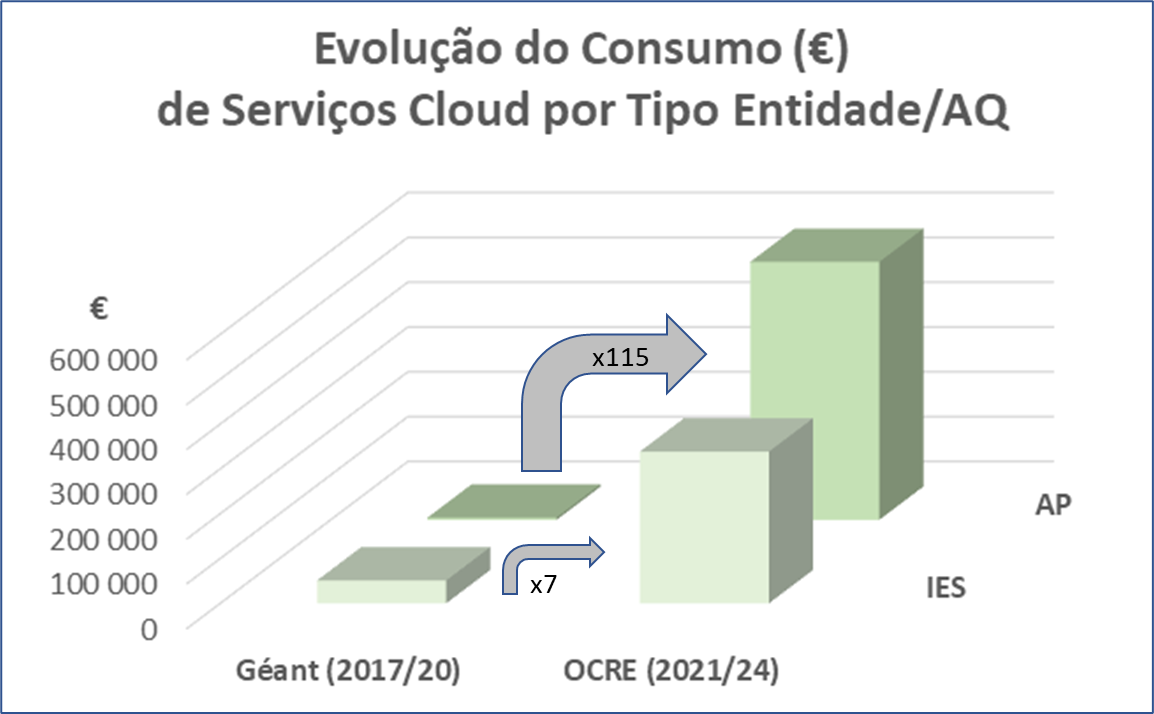 Evolução do Consumo (€)
de Serviços Cloud por Tipo Entidade/AQ
€
600 000
500 000
400 000
300 000
200 000
100 000
0
x115
x7
AP
IES
Géant (2017/20)
OCRE (2021/24)